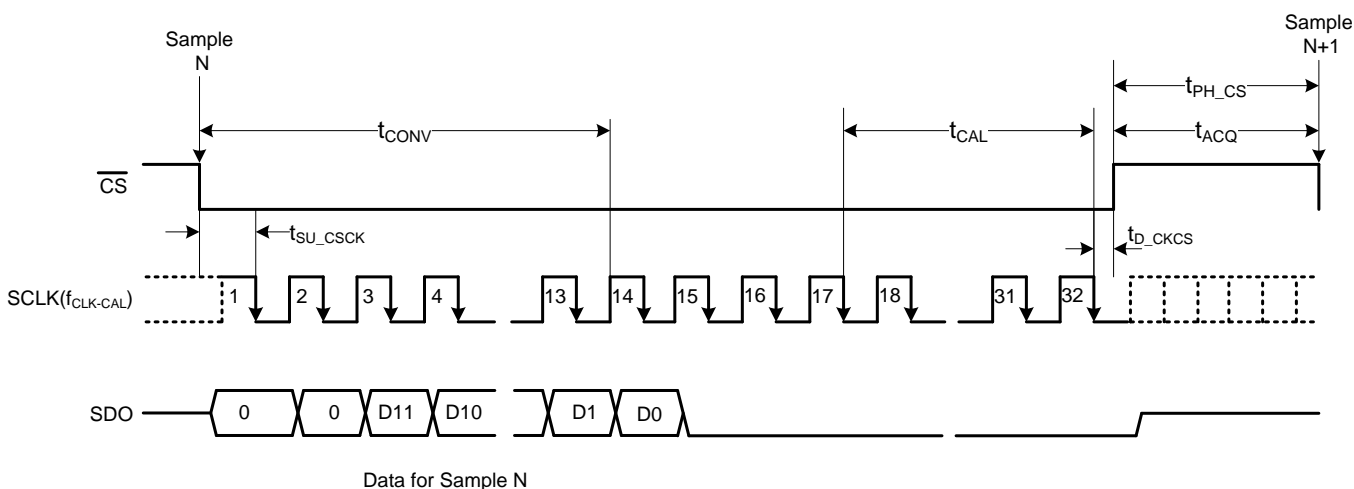 Sample
N
Sample
N+1
tPH_CS
tCONV
tCAL
tACQ
CS
tSU_CSCK
tD_CKCS
SCLK(fCLK-CAL)
1 2 3 4 13 14 15 16 17 18 31 32
SDO
0 0 D11 D10 D1 D0
Data for Sample N